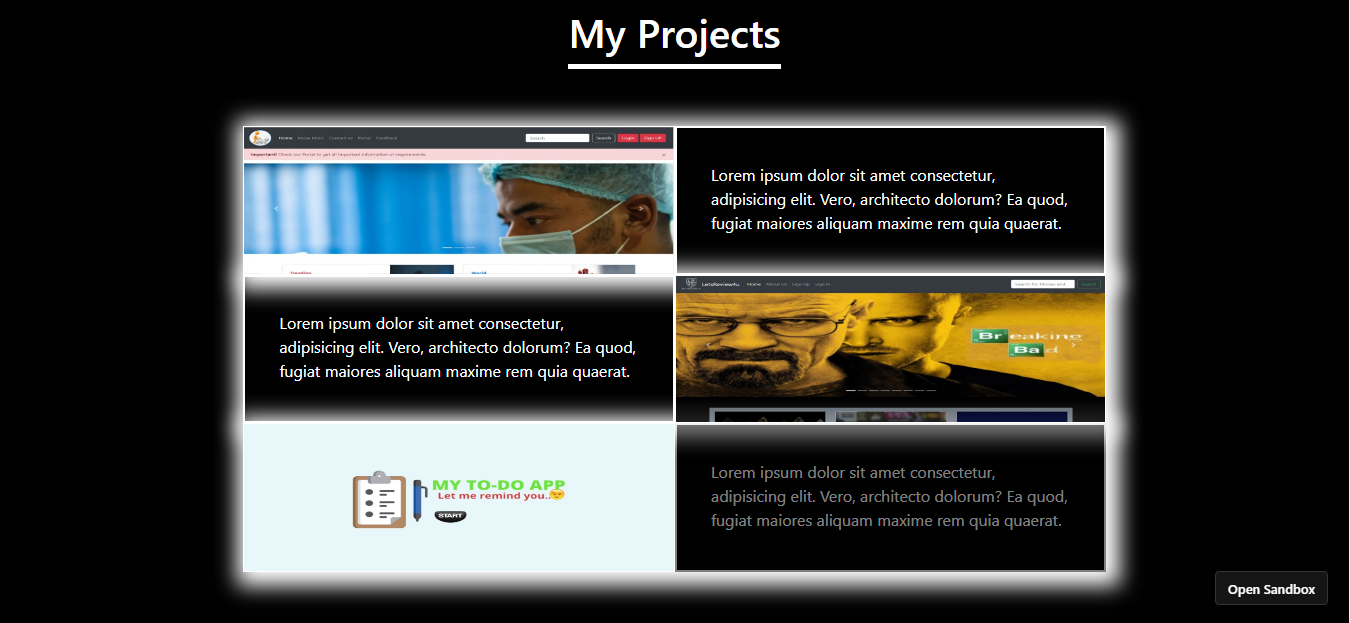 My Projects
Home Know More Contact us Portal Feedback Search Search Login Sign UP
Important! Check our Portal to get all important information of requirements
Trending World
Lorem ipsum dolor sit amet consectetur,
adipisicing elit. Vero, architecto dolorum? Ea quod,
fugiat maiores aliquam maxime rem quia quaerat.
Lorem ipsum dolor sit amet consectetur,
adipisicing elit. Vero, architecto dolorum? Ea quod,
fugiat maiores aliquam maxime rem quia quaerat.
LetsReview4u Home About Us Sign Up Sign In Search for Movies and Search
Breaking
Bad
MY TO-DO APP
Let me remind you..
START
Lorem ipsum dolor sit amet consectetur,
adipisicing elit. Vero, architecto dolorum? Ea quod,
fugiat maiores aliquam maxime rem quia quaerat.
Open Sandbox